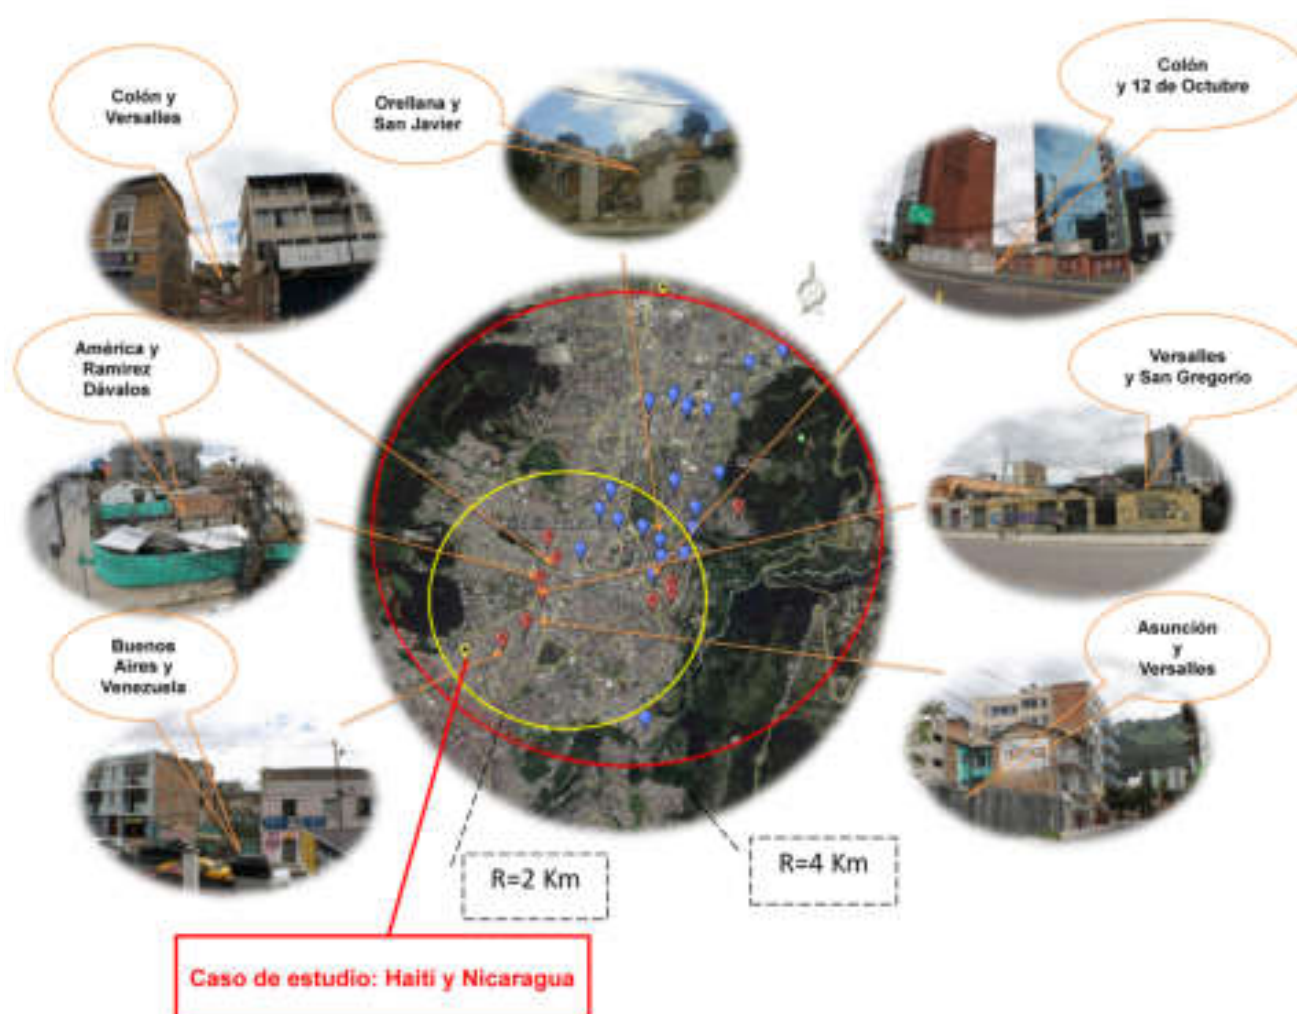 Colón y
Versalles
Orellana y
San Javier
Colón
y 12 de Octubre
América y
Ramirez
Dávalos
Versalles
y San Gregorio
Buenos
Aires y
Venezuela
Asunción
y
Versalles
R=2 Km
R=4 Km
Caso de estudio: Haiti y Nicaragua